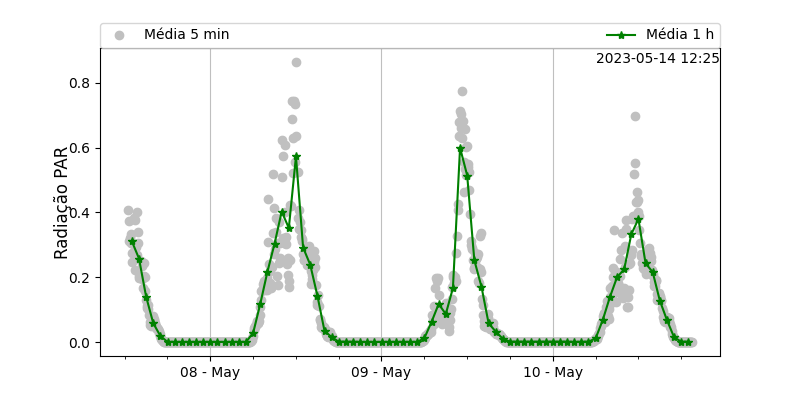 Média 5 min
Média 1 h
2023-05-14 12:25
Radiação PAR
0.8
0.6
0.4
0.2
0.0
08 - May
09 - May
10 - May